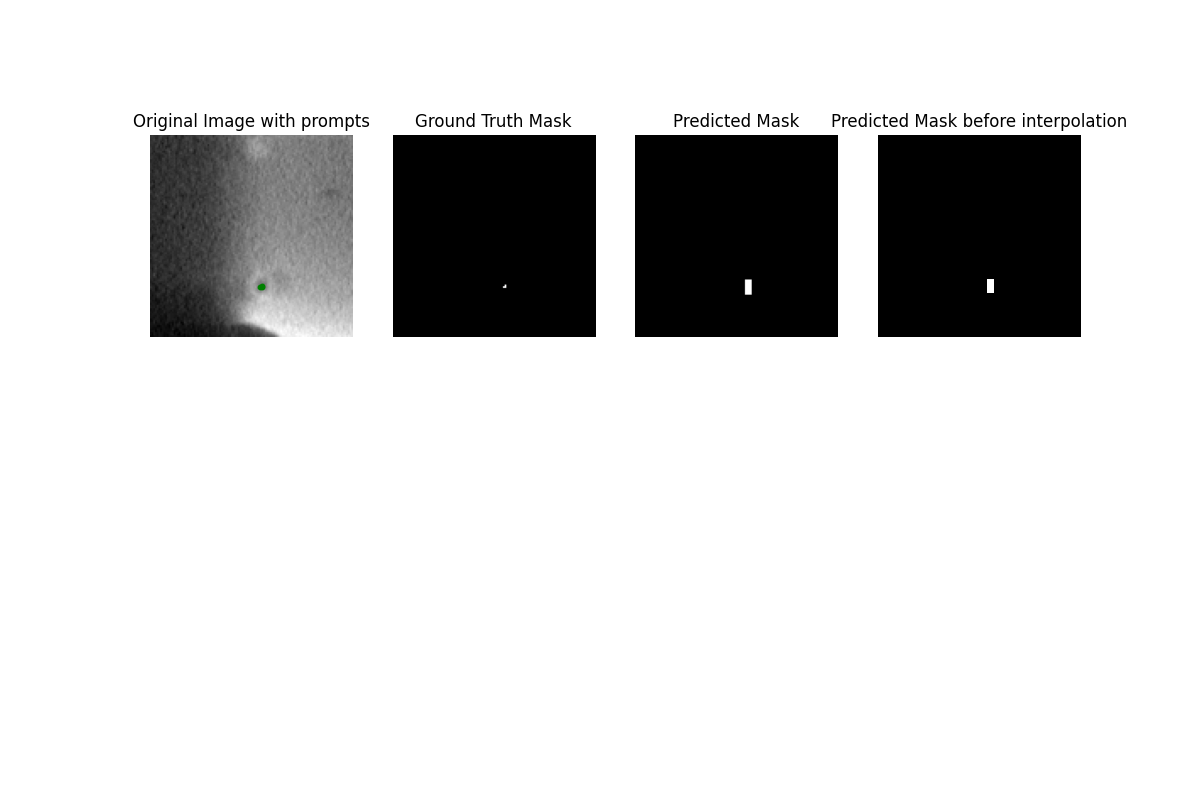 Original Image with prompts
Ground Truth Mask
Predicted Mask
Predicted Mask before interpolation